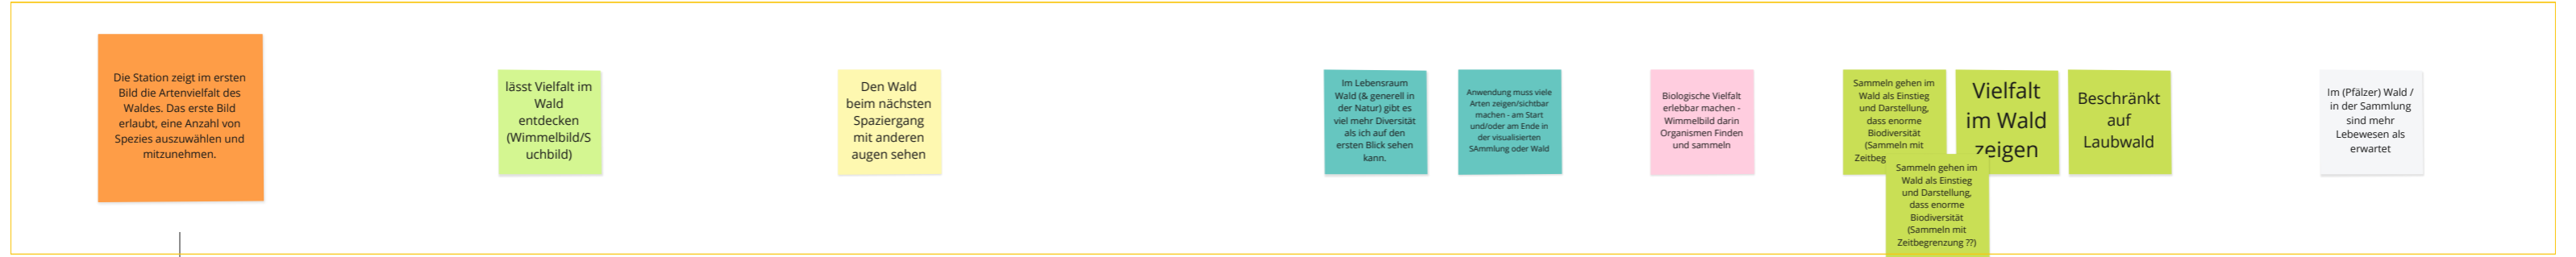 Die Station zeigt im ersten
Bild die Artenvielfalt des
Waldes. Das erste Bild
erlaubt, eine Anzahl von
Spezies auszuwählen und
mitzunehmen.
lässt Vielfalt im
Wald
entdecken
(Wimmelbild/S
uchbild)
Den Wald
beim nächsten
Spaziergang
mit anderen
augen sehen
Im Lebensraum
Wald (& generell in
der Natur) gibt es
viel mehr Diversität
als ich auf den
ersten Blick sehen
kann,
Anwendung muss viele
Arten zeigen/sichtbar
machen - am Start
und/oder am Ende in
der visualisierten
SAmmlung oder Wald
Biologische Vielfalt
erlebbar machen -
Wimmelbild darin
Organismen Finden
und sammeln
Sammeln gehen im
Wald als Einstieg
und Darstellung,
dass enorme
Biodiversität
(Sammeln mit
Zeitbeg
Sammeln gehen im
Wald als Einstieg
und Darstellung,
dass enorme
Biodiversität
(Sammeln mit
Zeitbegrenzung ??)
Vielfalt
im Wald
zeigen
Beschränkt
auf
Laubwald
Im (Pfälzer) Wald /
in der Sammlung
sind mehr
Lebewesen als
erwartet